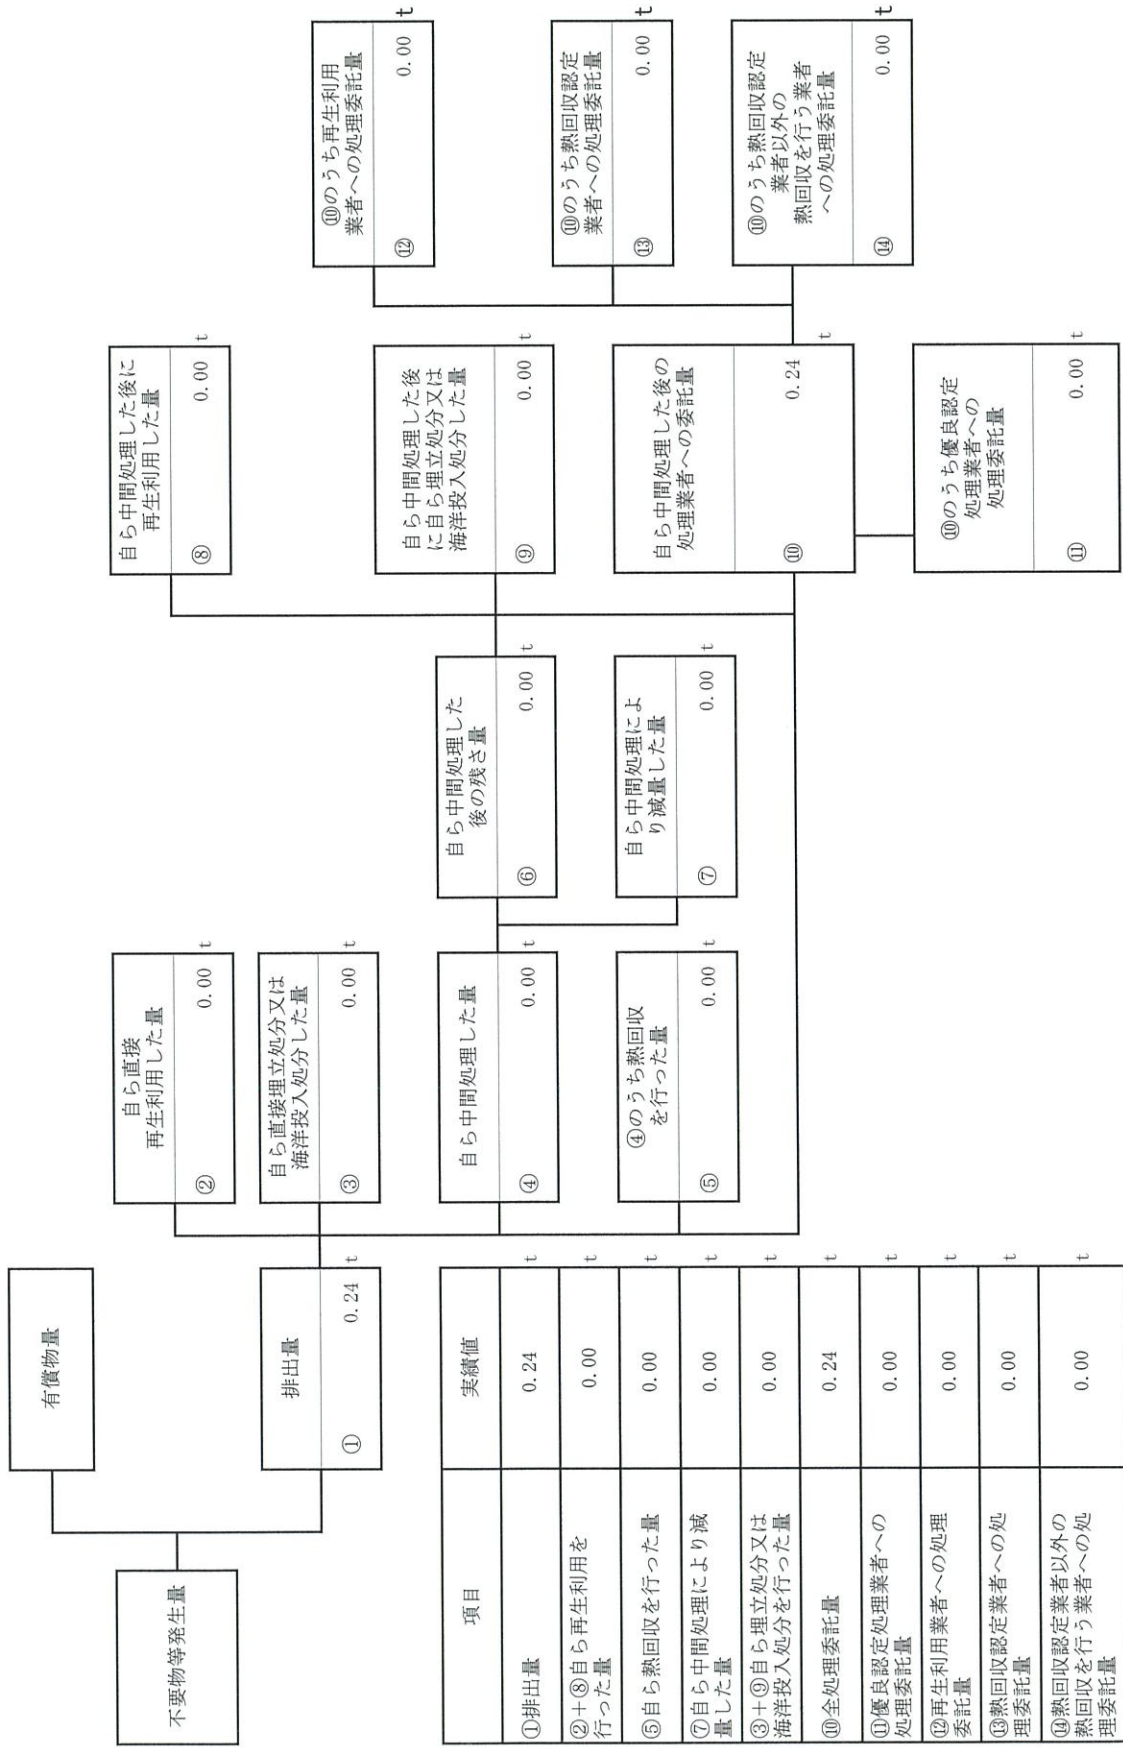 不要物等発生量
有償物量
排出量
① 0.24 t
自ら直接
再生利用した量
② 0.00 t
自ら直接埋立処分又は
海洋投入処分した量
③ 0.00 t
自ら中間処理した量
④ 0.00 t
④のうち熱回収
を行った量
⑤ 0.00 t
自ら中間処理した
後の残さ量
⑥ 0.00 t
自ら中間処理によ
り減量した量
⑦ 0.00 t
自ら中間処理した後に
再生利用した量
⑧ 0.00 t
自ら中間処理した後
に自ら埋立処分又は
海洋投入処分した量
⑨ 0.00 t
自ら中間処理した後の
処理業者への委託量
⑩ 0.24 t
⑩のうち優良認定
処理業者への
処理委託量
⑪ 0.00 t
⑩のうち再生利用
業者への処理委託量
⑫ 0.00 t
⑩のうち熱回収認定
業者への処理委託量
⑬ 0.00 t
⑩のうち熱回収認定
業者以外の
熱回収を行う業者
への処理委託量
⑭ 0.00 t
項目 実績値
①排出量 0.24 t
②+⑧自ら再生利用を
行った量 0.00 t
⑤自ら熱回収を行った量 0.00 t
⑦自ら中間処理により減
量した量 0.00 t
③+⑨自ら埋立処分又は
海洋投入処分を行った量 0.00 t
⑩全処理委託量 0.24 t
⑪優良認定処理業者への
処理委託量 0.00 t
⑫再生利用業者への処理
委託量 0.00 t
⑬熱回収認定業者への処
理委託量 0.00 t
⑭熱回収認定業者以外の
熱回収を行う業者への処
理委託量 0.00 t